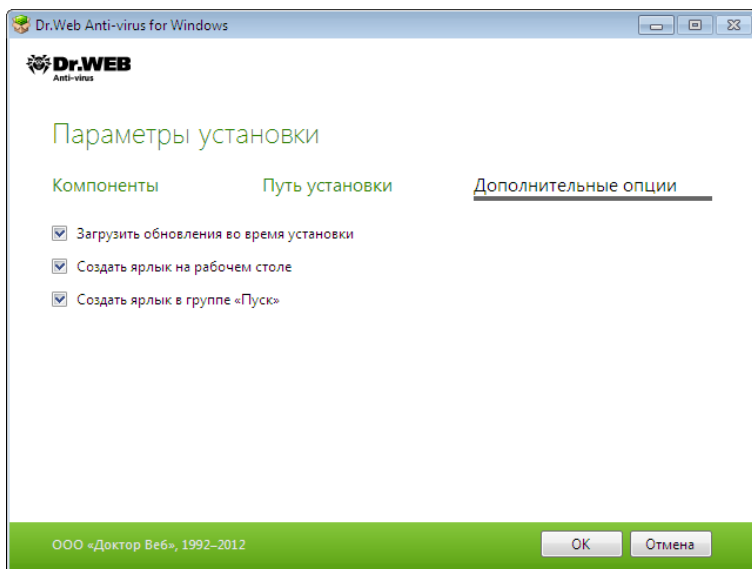 Dr.Web Anti-virus for Windows
Dr.WEB
Anti-virus
Параметры установки
Компоненты
Путь установки
Дополнительные опции
Загрузить обновления во время установки
Создать ярлык на рабочем столе
Создать ярлык в группе «Пуск»
ООО «Доктор Веб», 1992–2012
OK
Отмена